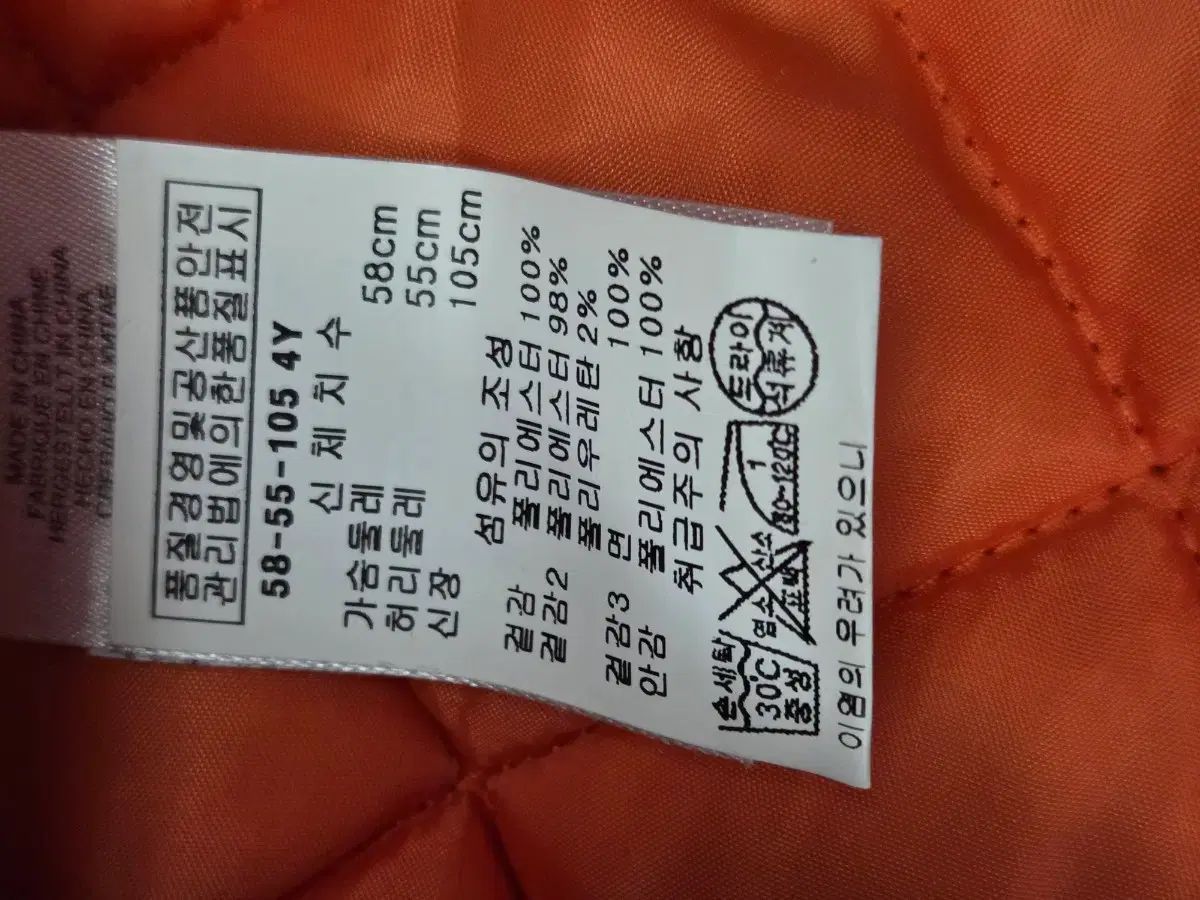 MADE IN CHINA
FABRIQUE EN CHINE
HERGESTELLT IN CHINA
HECHO EN CHINA
품질경영및공산품안전
관리법에의한품질표시
58-55-105 4Y
신 체 치 수
가슴둘레 58cm
허리둘레 55cm
신장 105cm
섬유의 조성
겉감 폴리에스터 100%
겉감2 폴리에스터 98%
폴리우레탄 2%
겉감3 면 100%
안감 폴리에스터 100%
취급주의 사항
손세탁
30℃
중성
염소 산소
표백
1
80~120℃
드라이
석유계
이염의 우려가 있으니